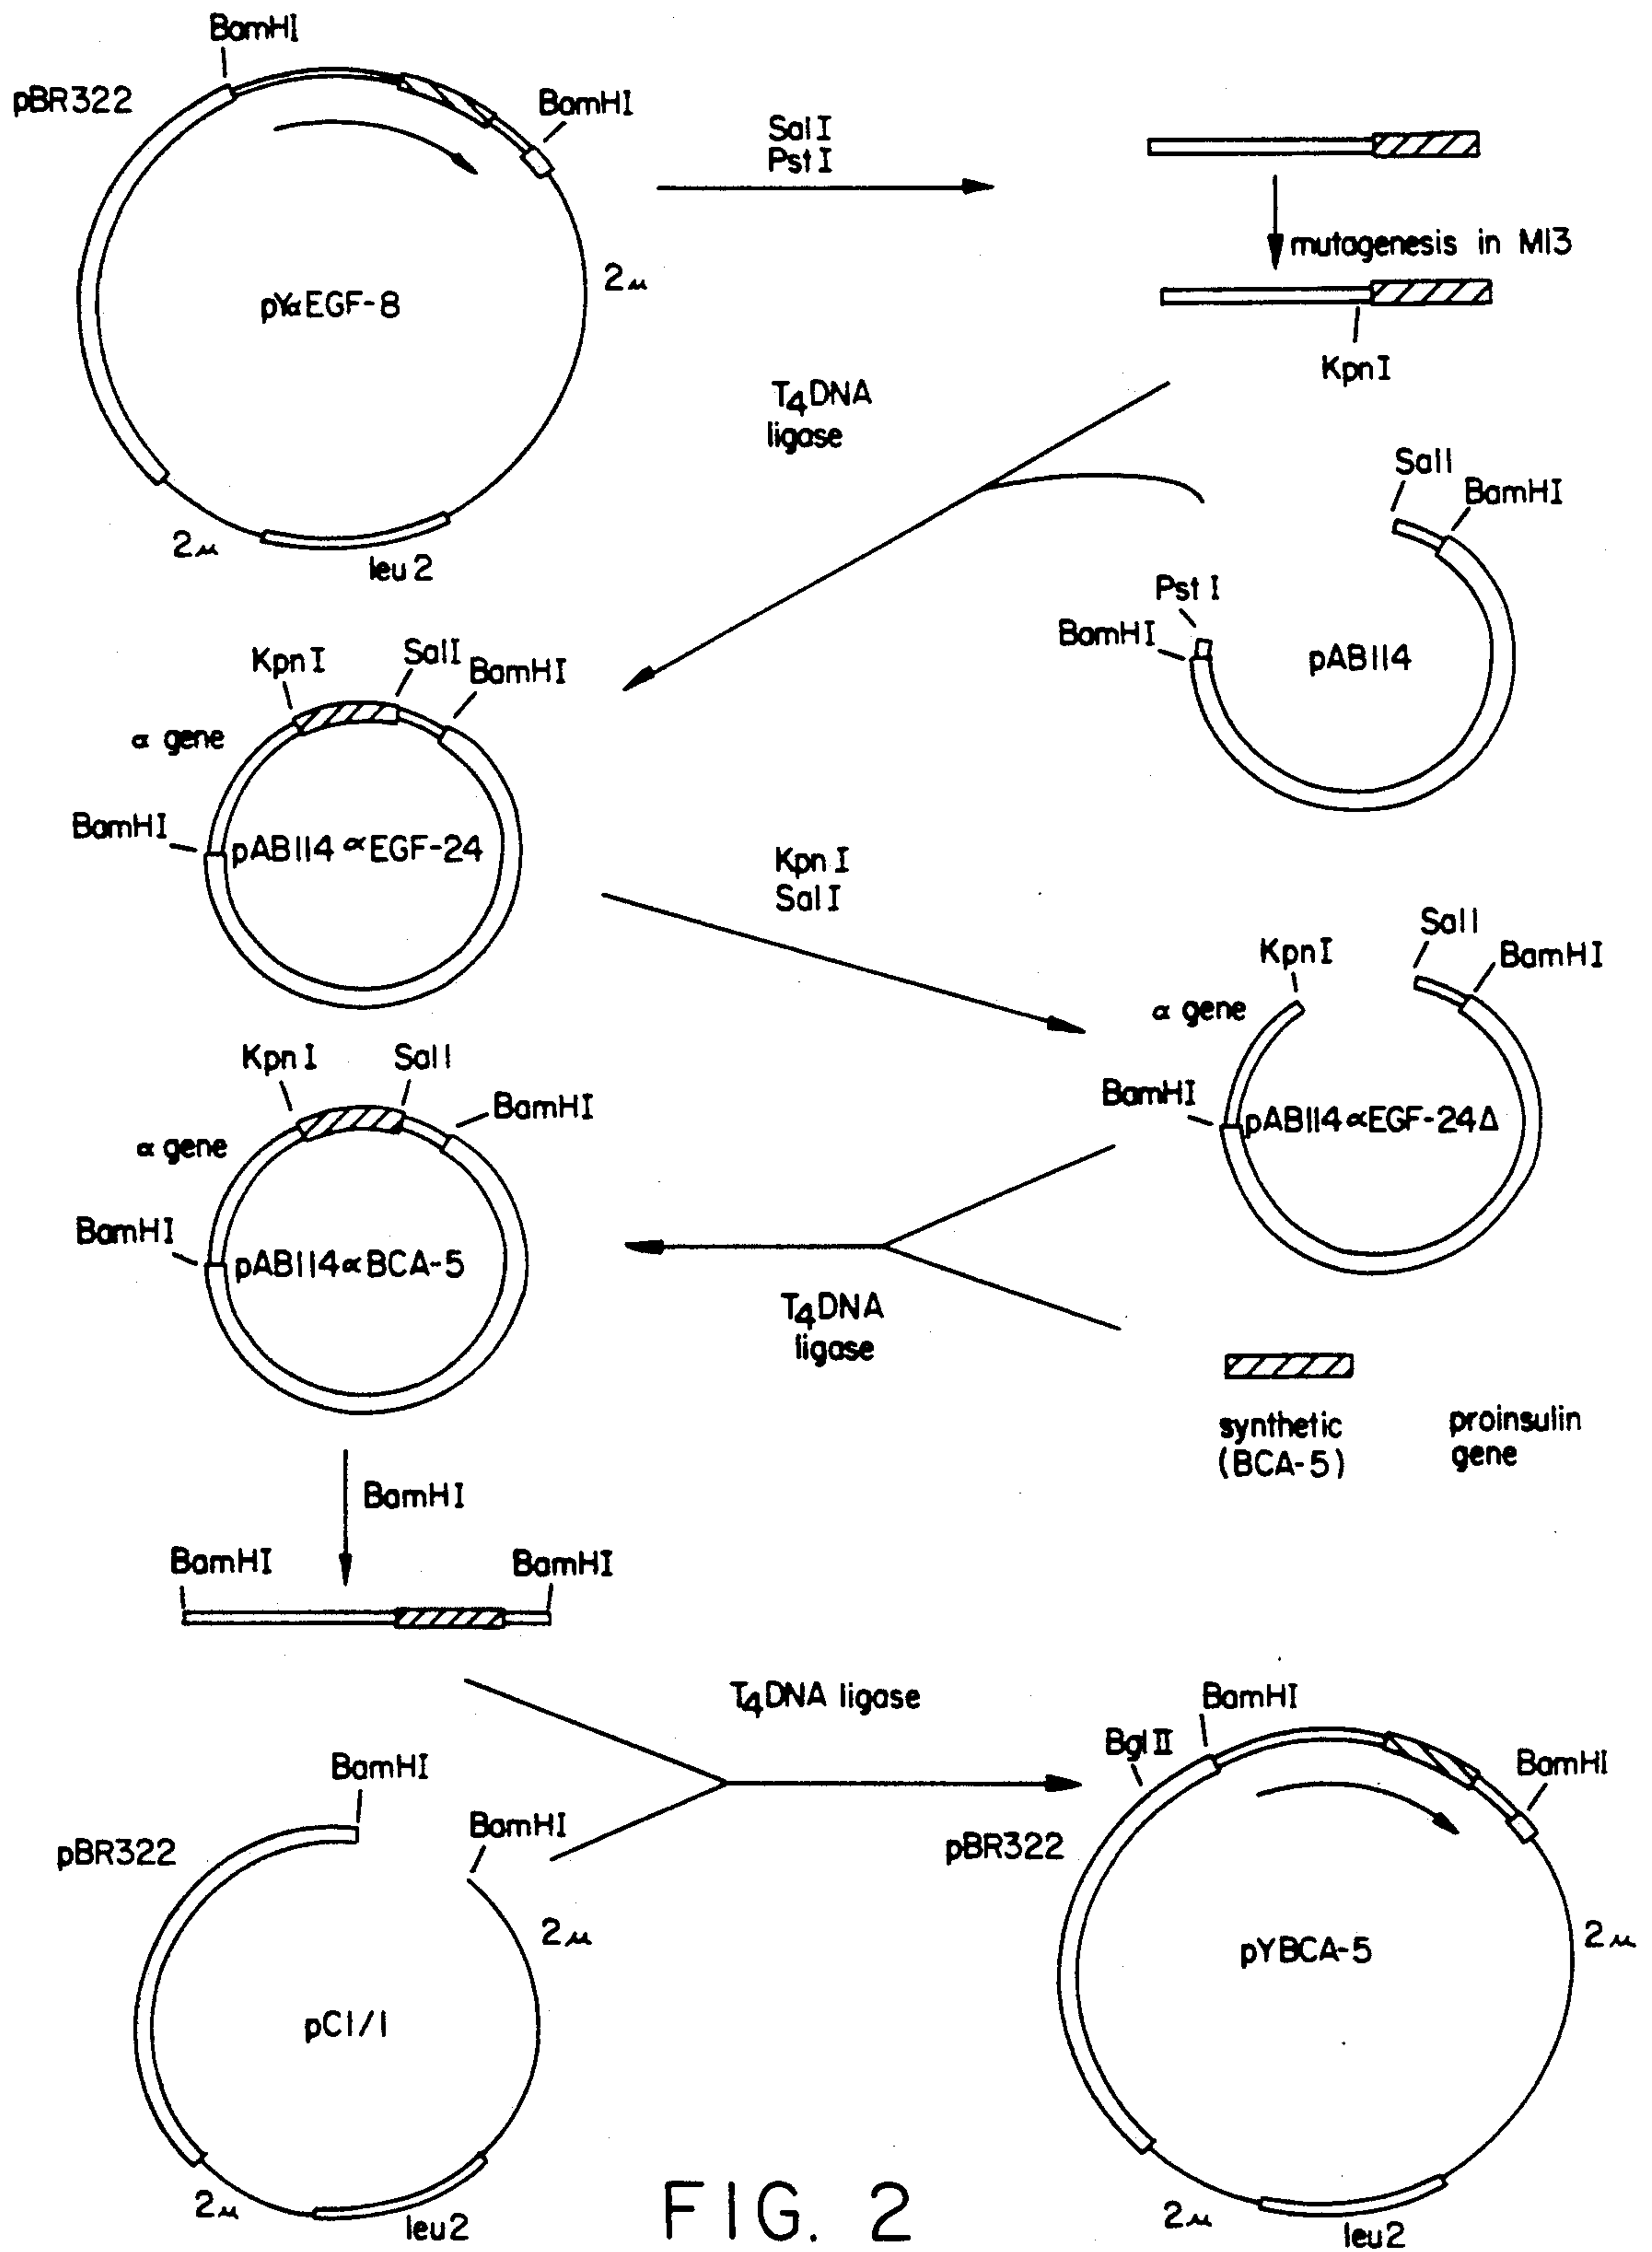 BamHI
pBR322
BamHI
2μ
pYαEGF-8
2μ
leu2
SalI
PstI
mutagenesis in M13
KpnI
T4DNA
ligase
SalI
BamHI
PstI
BamHI
pAB114
KpnI
SalI
BamHI
α gene
BamHI
pAB114αEGF-24
KpnI
SalI
KpnI
SalI
BamHI
α gene
BamHI
pAB114αEGF-24Δ
KpnI
SalI
BamHI
α gene
BamHI
pAB114αBCA-5
T4DNA
ligase
synthetic proinsulin
(BCA-5) gene
BamHI
BamHI
BamHI
T4DNA ligase
BamHI
BamHI
pBR322
2μ
pC1/1
2μ
leu2
BamHI
BglII
BamHI
pBR322
2μ
pYBCA-5
2μ
leu2
FIG. 2